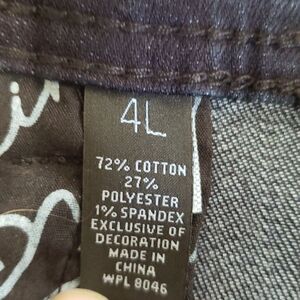 4L
72% COTTON
27%
POLYESTER
1% SPANDEX
EXCLUSIVE OF
DECORATION
MADE IN
CHINA
WPL 8046